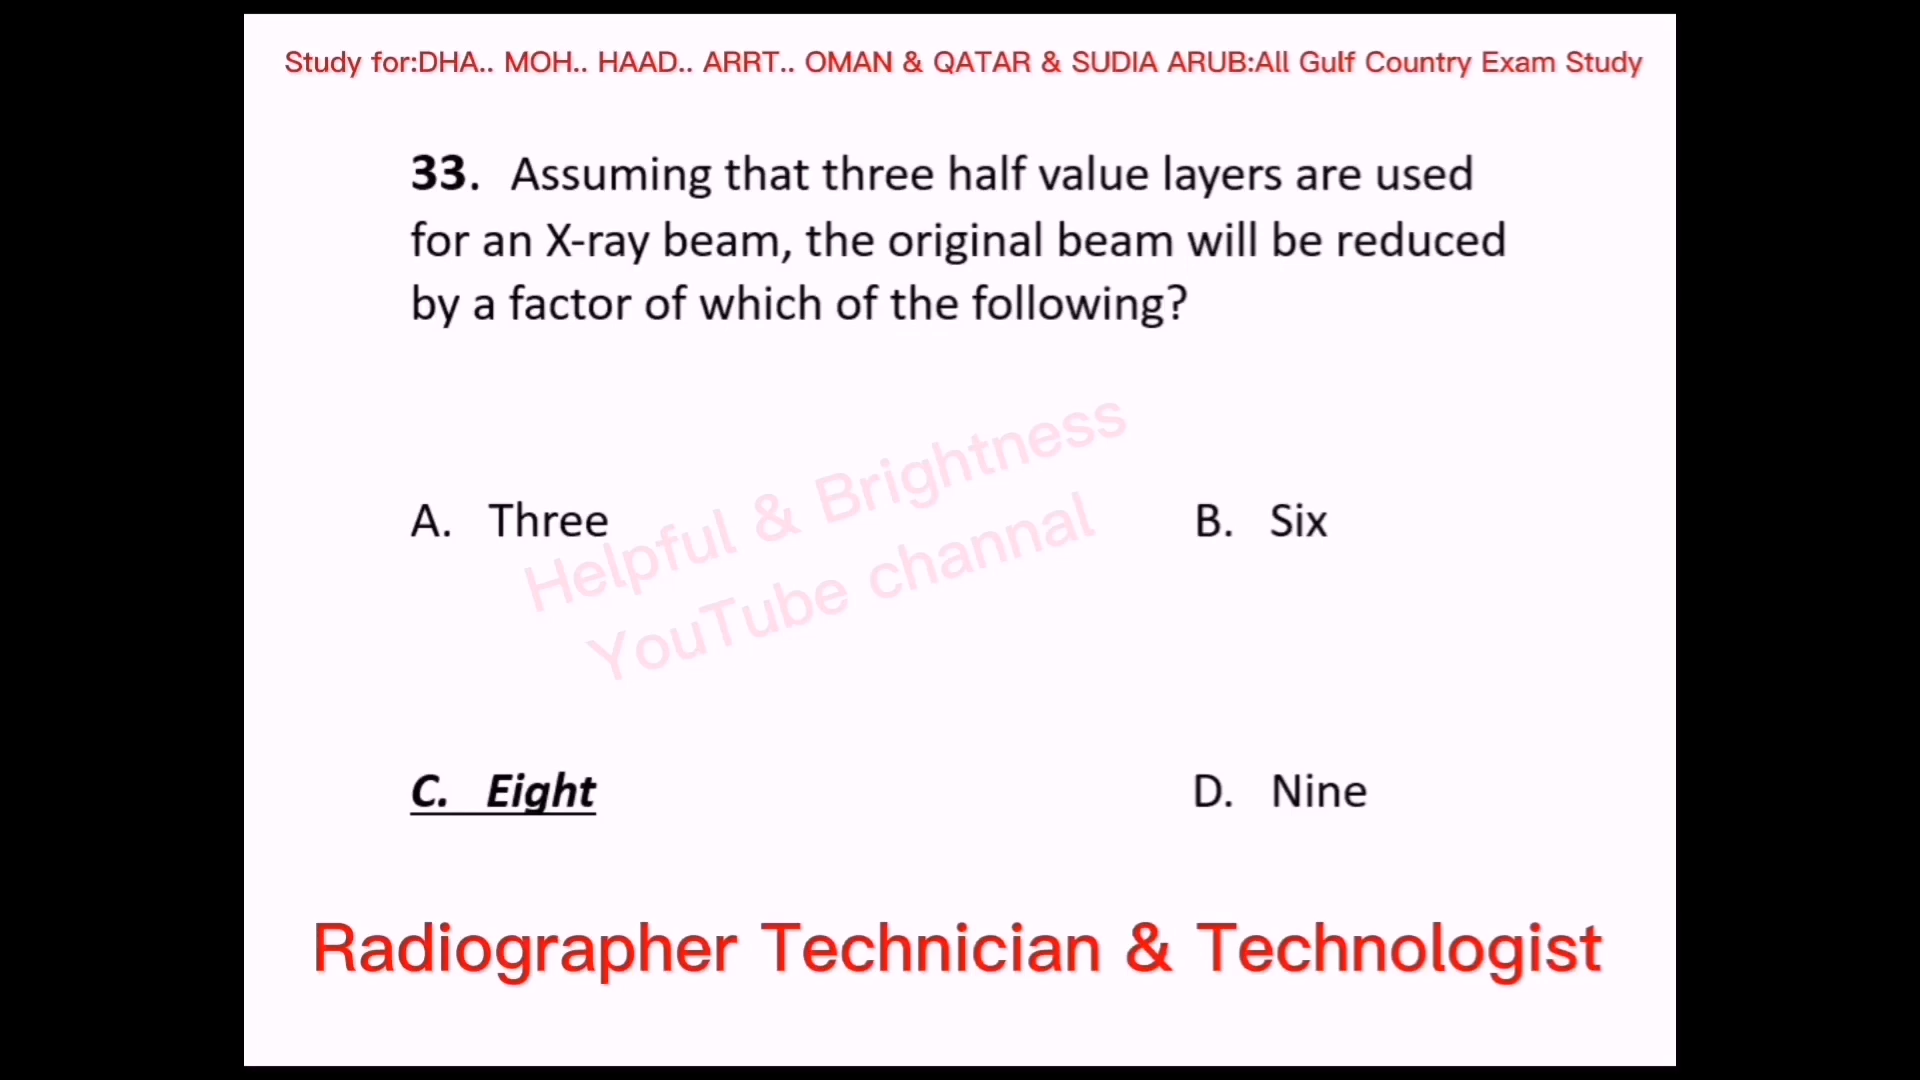 Study for:DHA.. MOH.. HAAD.. ARRT.. OMAN & QATAR & SUDIA ARUB:All Gulf Country Exam Study
33. Assuming that three half value layers are used
for an X-ray beam, the original beam will be reduced
by a factor of which of the following?
Helpful & Brightness
YouTube channal
A. Three
B. Six
C. Eight
D. Nine
Radiographer Technician & Technologist